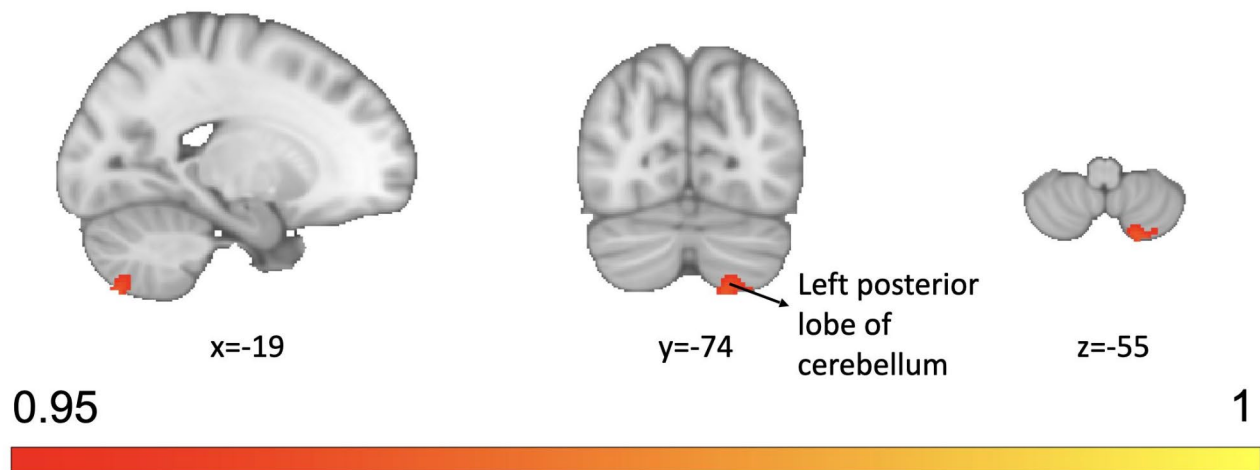 Left posterior
lobe of
cerebellum
x=-19
y=-74
z=-55
0.95
1